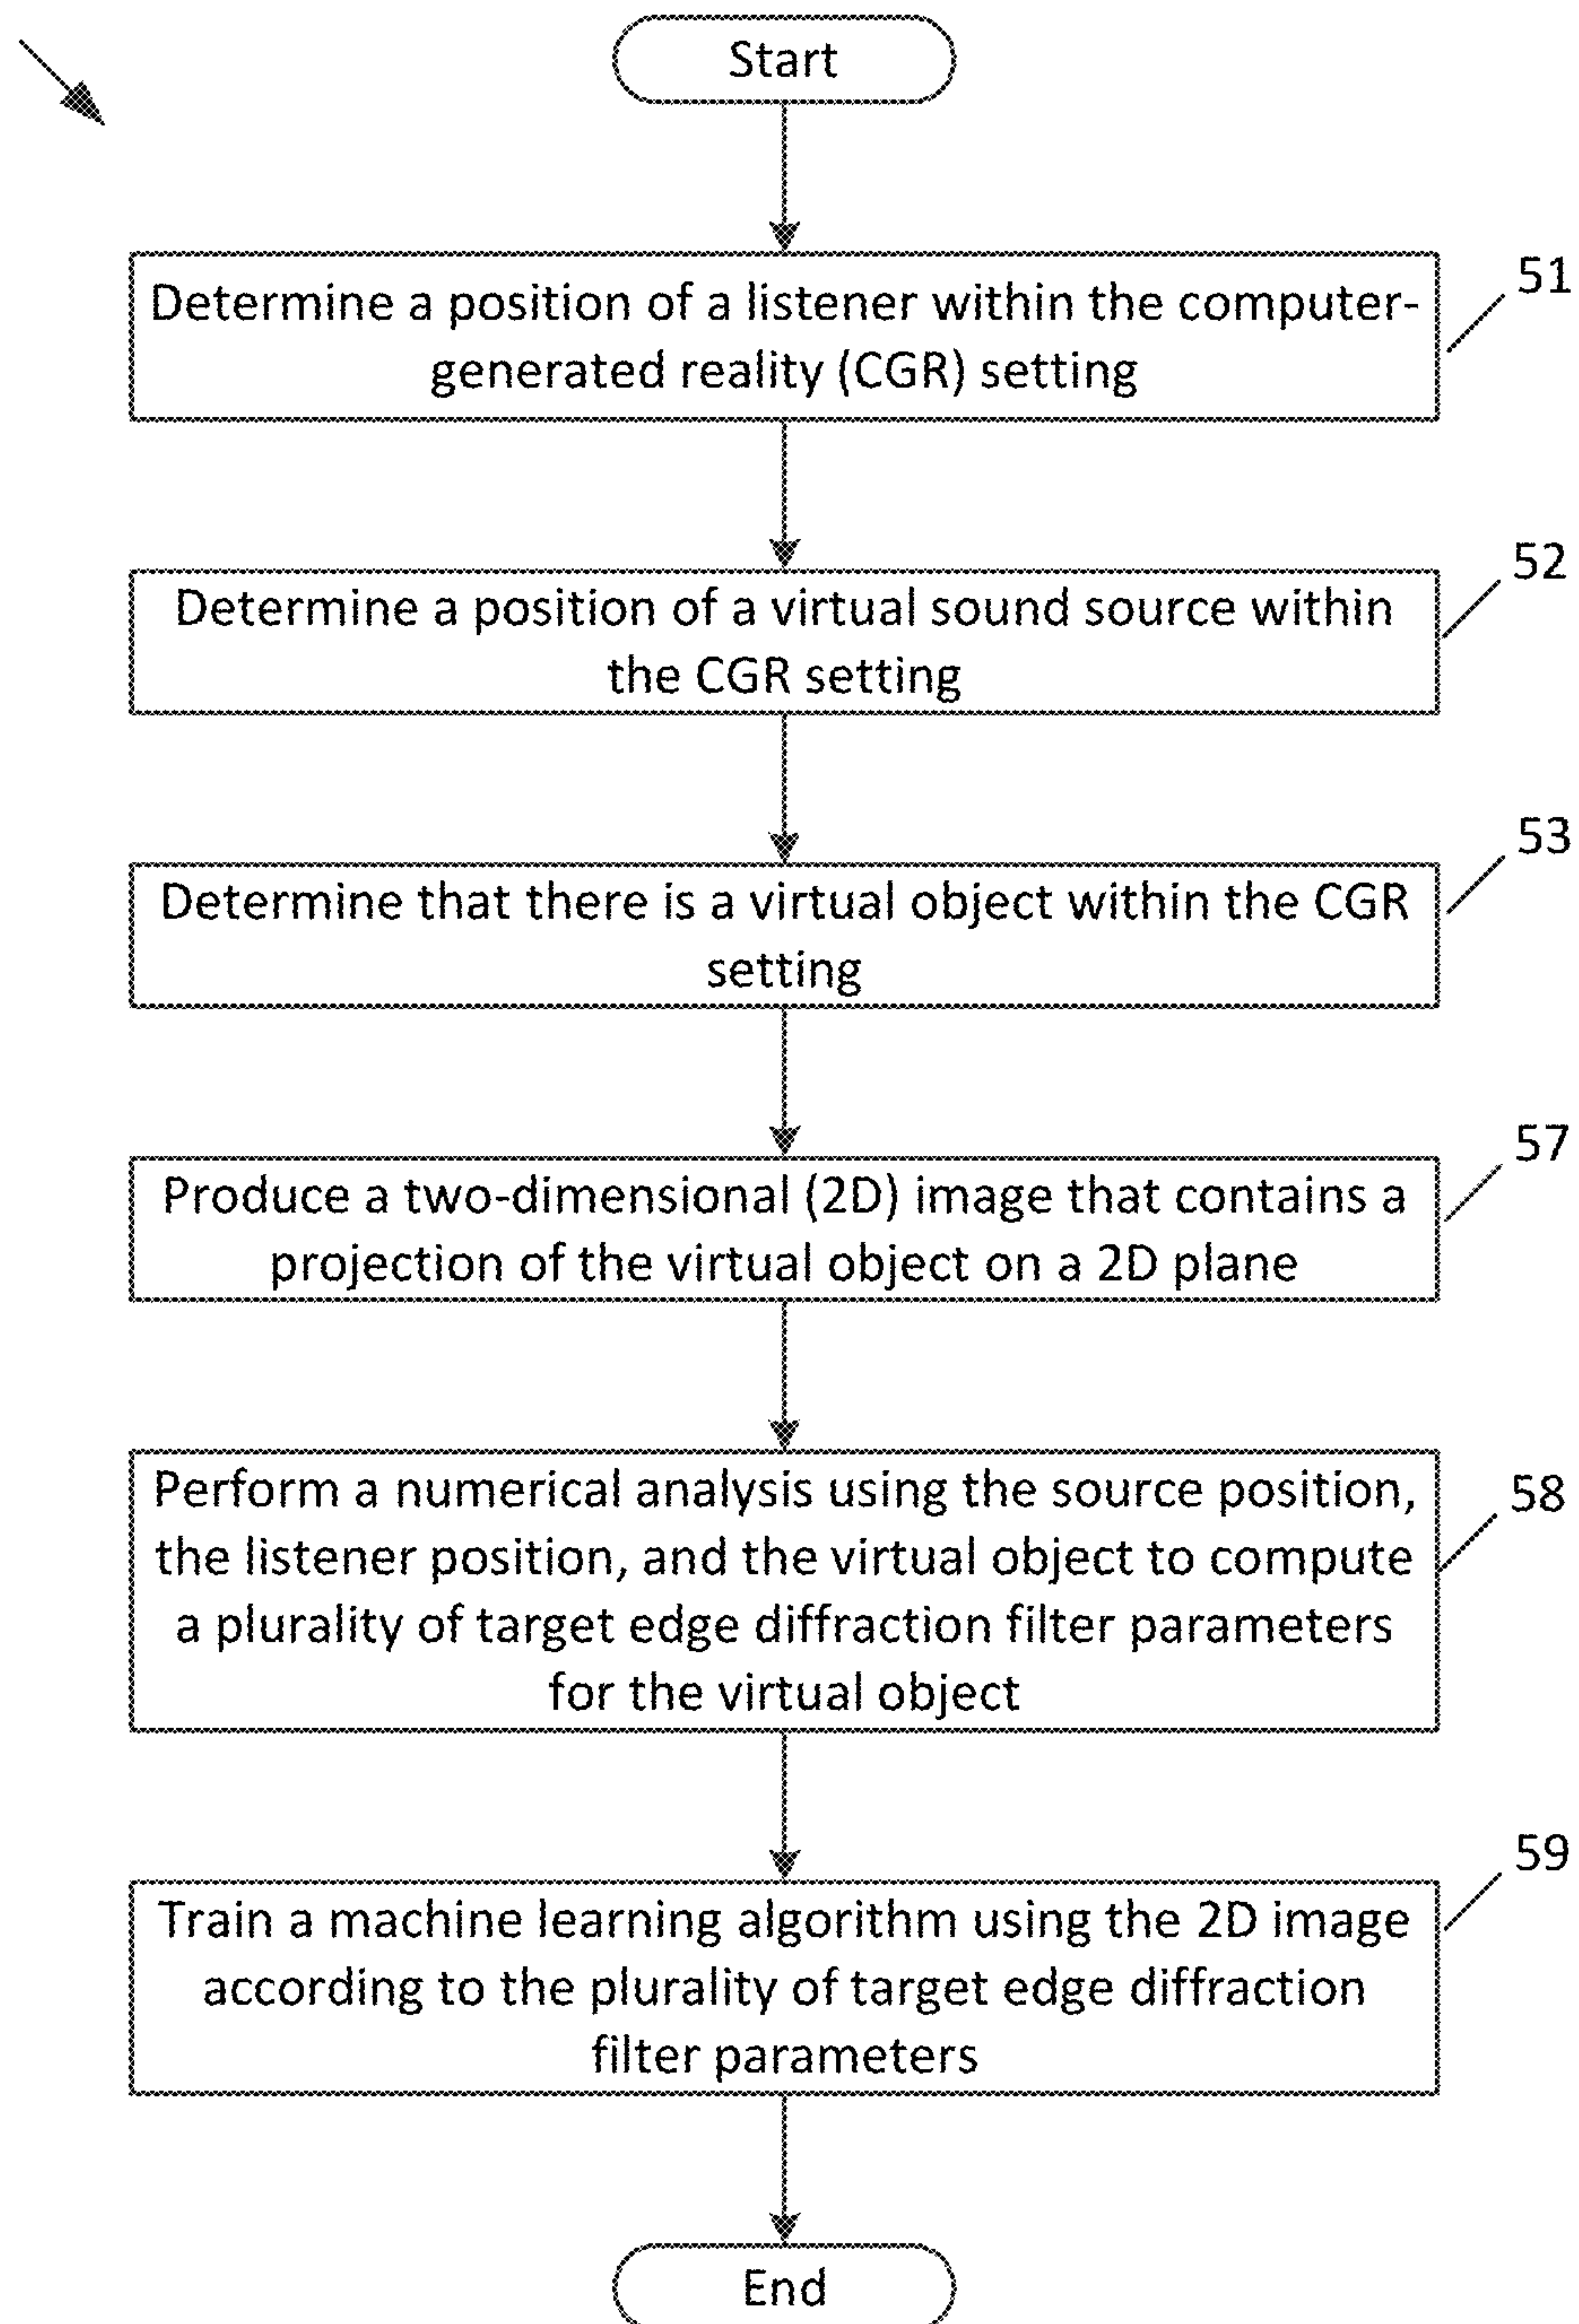 Start
Determine a position of a listener within the computer-
generated reality (CGR) setting
51
Determine a position of a virtual sound source within
the CGR setting
52
Determine that there is a virtual object within the CGR
setting
53
Produce a two-dimensional (2D) image that contains a
projection of the virtual object on a 2D plane
57
Perform a numerical analysis using the source position,
the listener position, and the virtual object to compute
a plurality of target edge diffraction filter parameters
for the virtual object
58
Train a machine learning algorithm using the 2D image
according to the plurality of target edge diffraction
filter parameters
59
End